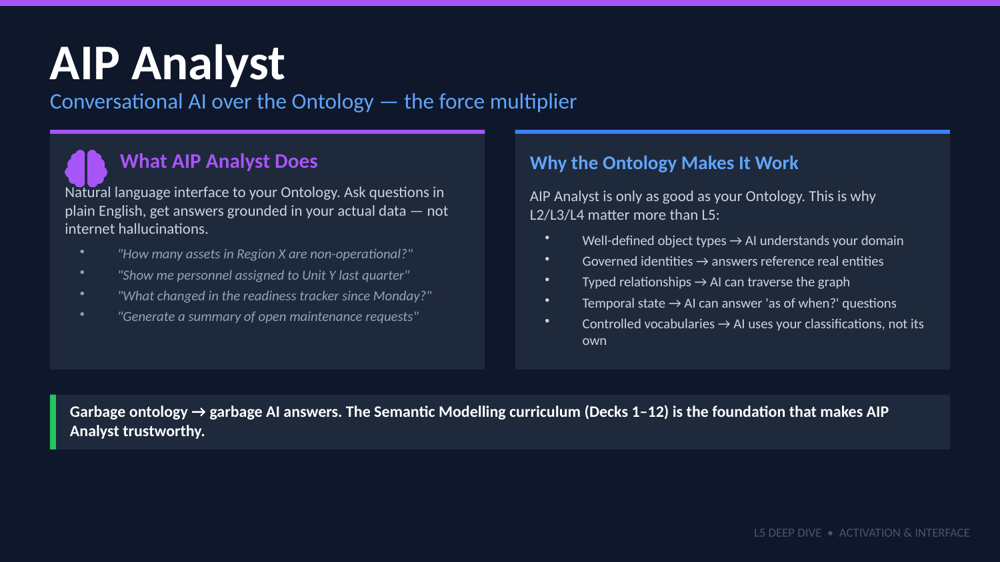 AIP Analyst
Conversational AI over the Ontology — the force multiplier
What AIP Analyst Does
Natural language interface to your Ontology. Ask questions in
plain English, get answers grounded in your actual data — not
internet hallucinations.
• "How many assets in Region X are non-operational?"
• "Show me personnel assigned to Unit Y last quarter"
• "What changed in the readiness tracker since Monday?"
• "Generate a summary of open maintenance requests"
Why the Ontology Makes It Work
AIP Analyst is only as good as your Ontology. This is why
L2/L3/L4 matter more than L5:
• Well-defined object types → AI understands your domain
• Governed identities → answers reference real entities
• Typed relationships → AI can traverse the graph
• Temporal state → AI can answer 'as of when?' questions
• Controlled vocabularies → AI uses your classifications, not its
own
Garbage ontology → garbage AI answers. The Semantic Modelling curriculum (Decks 1–12) is the foundation that makes AIP
Analyst trustworthy.
L5 DEEP DIVE • ACTIVATION & INTERFACE